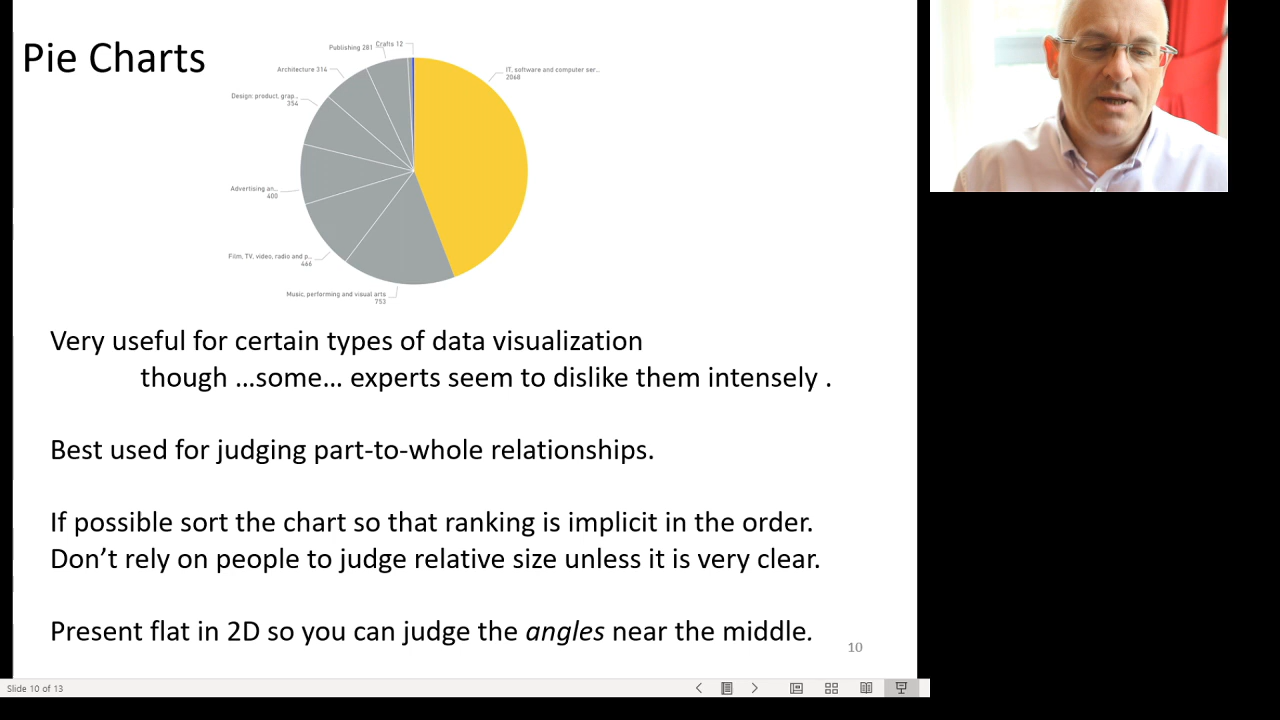 Pie Charts
Publishing 281
Crafts 12
IT, software and computer ser...
2068
Architecture 314
Design: product, grap...
354
Advertising an...
400
Film, TV, video, radio and p...
466
Music, performing and visual arts
753
Very useful for certain types of data visualization
though ...some... experts seem to dislike them intensely .
Best used for judging part-to-whole relationships.
If possible sort the chart so that ranking is implicit in the order.
Don’t rely on people to judge relative size unless it is very clear.
Present flat in 2D so you can judge the angles near the middle.
10
Slide 10 of 13